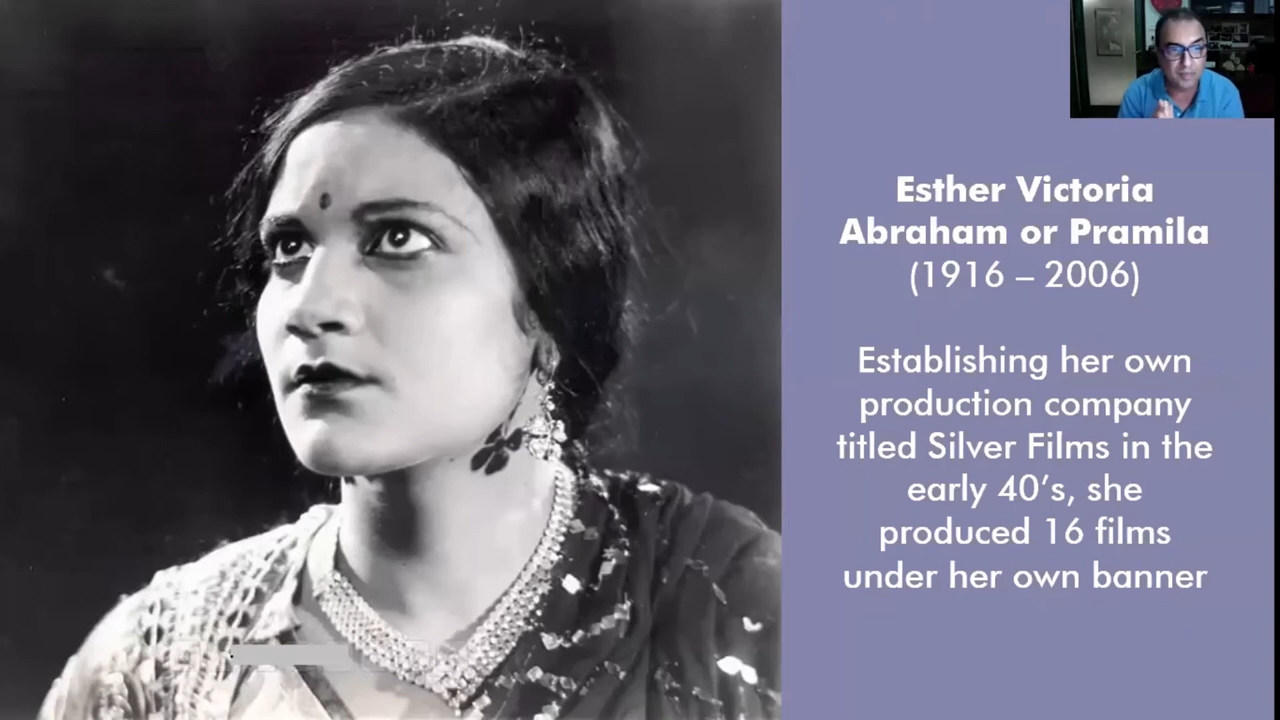 Esther Victoria
Abraham or Pramila
(1916 – 2006)
Establishing her own
production company
titled Silver Films in the
early 40's, she
produced 16 films
under her own banner